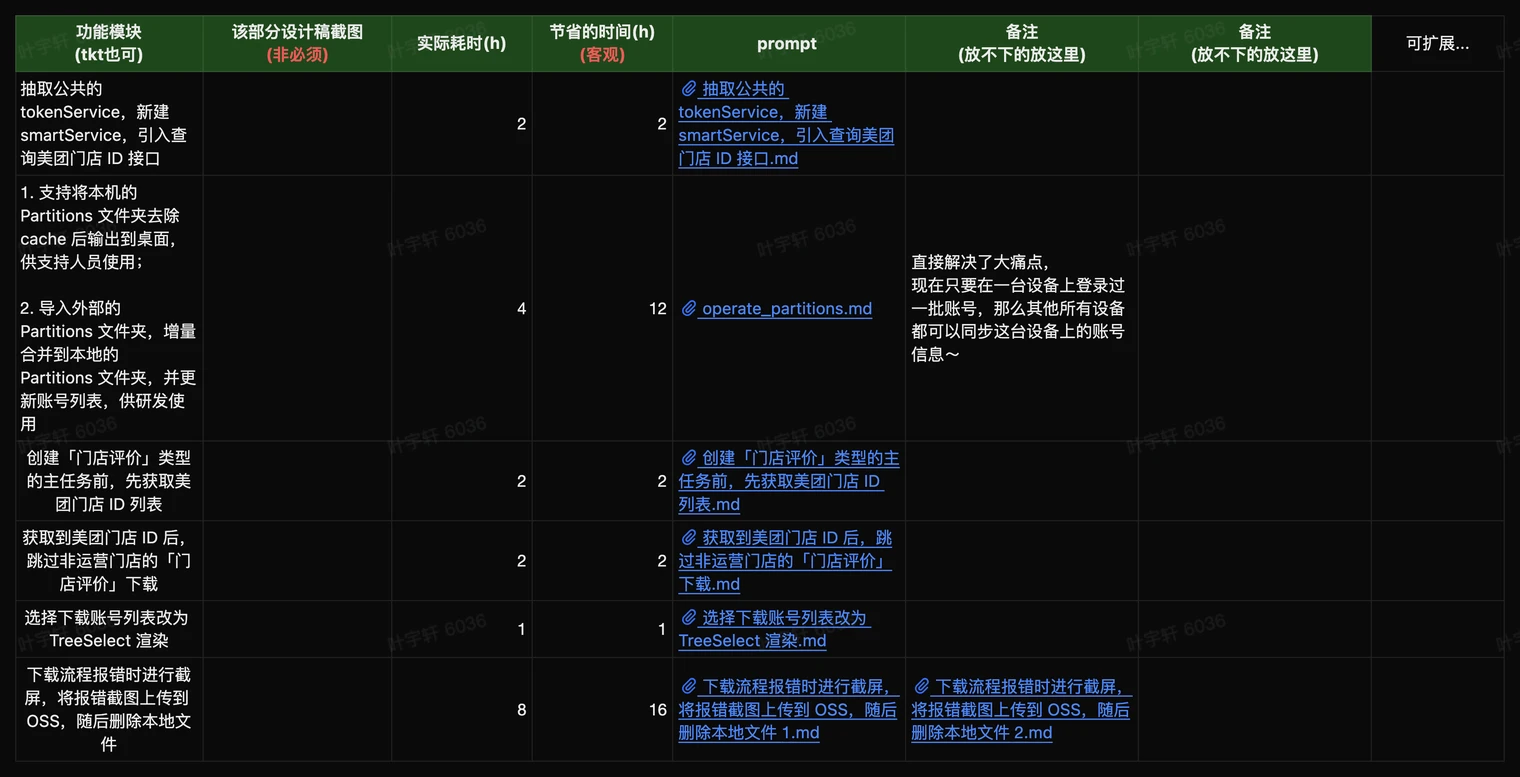 功能模块
(tkt也可)
该部分设计稿截图
(非必须)
实际耗时(h)
节省的时间(h)
(客观)
prompt
备注
(放不下的放这里)
备注
(放不下的放这里)
可扩展...
抽取公共的
tokenService，新建
smartService，引入查
询美团门店 ID 接口
2
2
抽取公共的
tokenService，新建
smartService，引入查询美团
门店 ID 接口.md
1. 支持将本机的
Partitions 文件夹去除
cache 后输出到桌面，
供支持人员使用；
2. 导入外部的
Partitions 文件夹，增量
合并到本地的
Partitions 文件夹，并更
新账号列表，供研发使
用
4
12
operate_partitions.md
直接解决了大痛点，
现在只要在一台设备上登录过
一批账号，那么其他所有设备
都可以同步这台设备上的账号
信息～
创建「门店评价」类型
的主任务前，先获取美
团门店 ID 列表
2
2
创建「门店评价」类型的主
任务前，先获取美团门店 ID
列表.md
获取到美团门店 ID 后，
跳过非运营门店的「门
店评价」下载
2
2
获取到美团门店 ID 后，跳
过非运营门店的「门店评价」
下载.md
选择下载账号列表改为
TreeSelect 渲染
1
1
选择下载账号列表改为
TreeSelect 渲染.md
下载流程报错时进行截
屏，将报错截图上传到
OSS，随后删除本地文
件
8
16
下载流程报错时进行截屏，
将报错截图上传到 OSS，随后
删除本地文件 1.md
下载流程报错时进行截屏，
将报错截图上传到 OSS，随后
删除本地文件 2.md
叶宇轩 6036